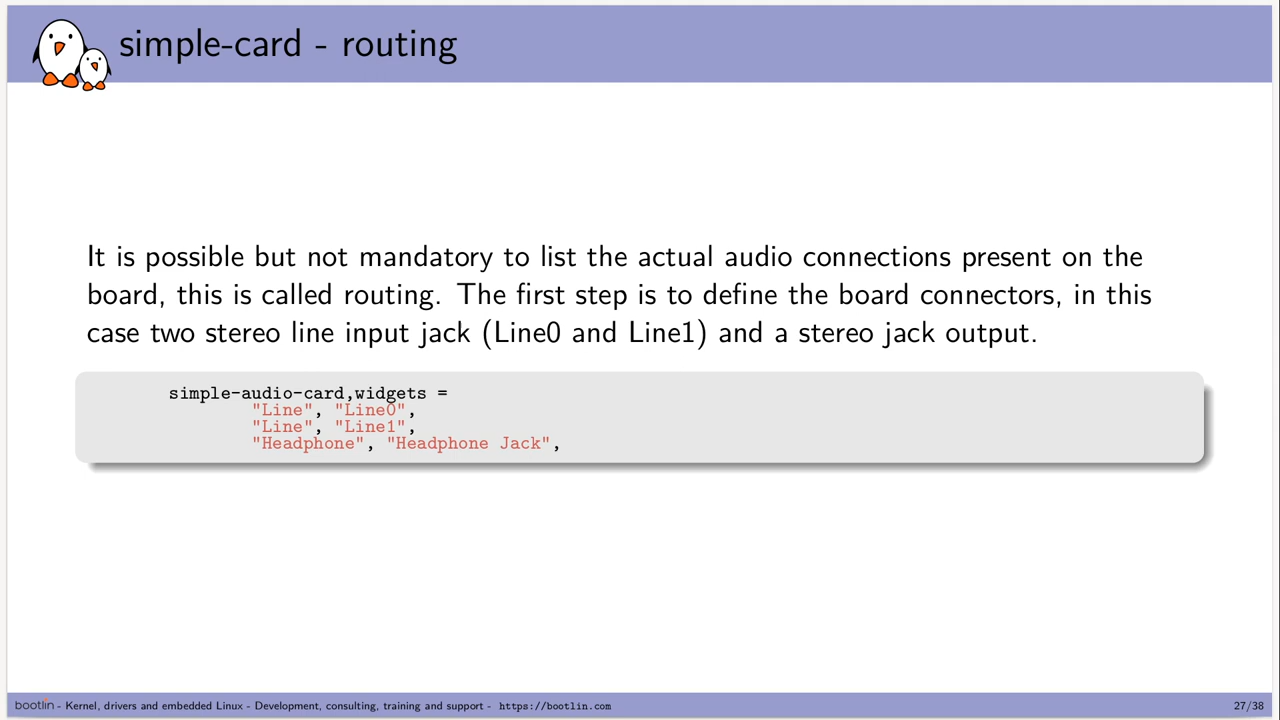 simple-card - routing
It is possible but not mandatory to list the actual audio connections present on the
board, this is called routing. The first step is to define the board connectors, in this
case two stereo line input jack (Line0 and Line1) and a stereo jack output.
simple-audio-card,widgets =
"Line", "Line0",
"Line", "Line1",
"Headphone", "Headphone Jack",
bootlin - Kernel, drivers and embedded Linux - Development, consulting, training and support - https://bootlin.com 27/38